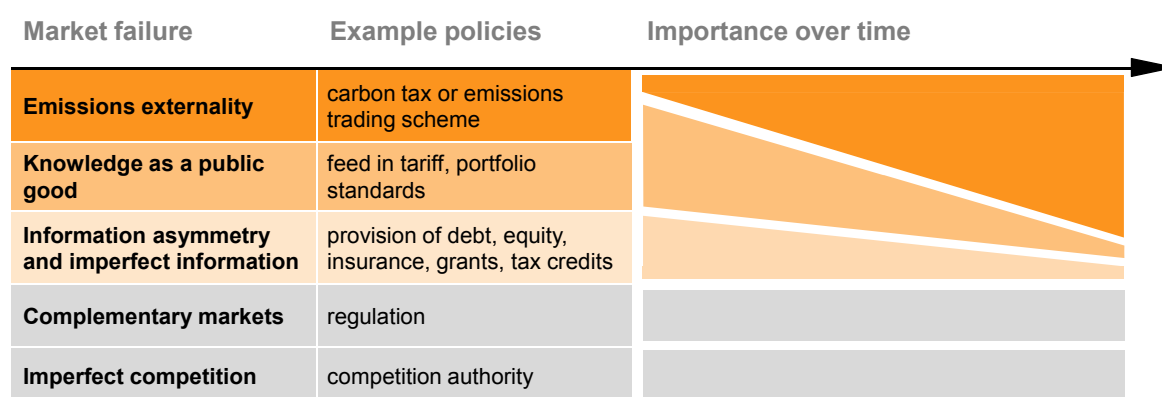 Market failure
Example policies
Importance over time
Emissions externality
carbon tax or emissions
trading scheme
Knowledge as a public
good
feed in tariff, portfolio
standards
Information asymmetry
and imperfect information
provision of debt, equity,
insurance, grants, tax credits
Complementary markets
regulation
Imperfect competition
competition authority